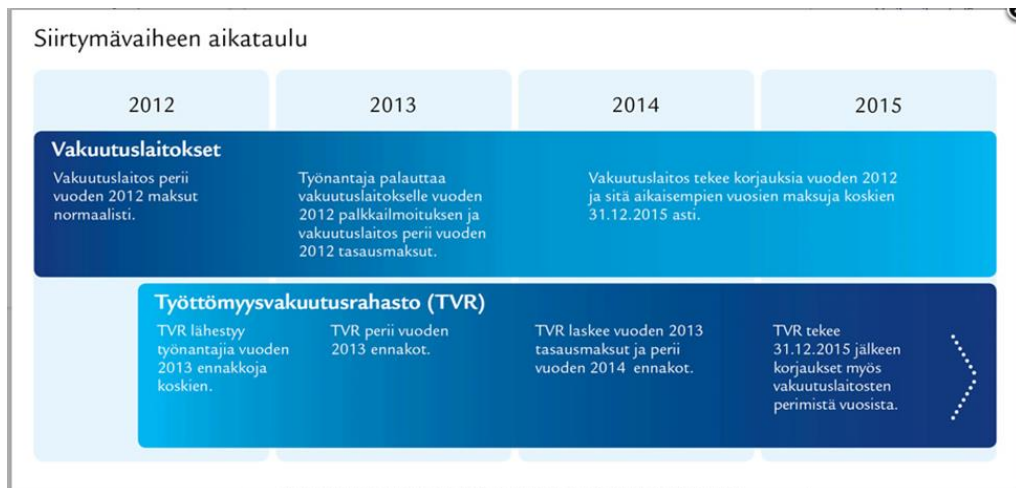 Siirtymävaiheen aikataulu
2012
2013
2014
2015
Vakuutuslaitokset
Vakuutuslaitos perii
vuoden 2012 maksut
normaalisti.
Työnantaja palauttaa
vakuutuslaitokselle vuoden
2012 palkkailmoituksen ja
vakuutuslaitos perii vuoden
2012 tasausmaksut.
Vakuutuslaitos tekee korjauksia vuoden 2012
ja sitä aikaisempien vuosien maksuja koskien
31.12.2015 asti.
Työttömyysvakuutusrahasto (TVR)
TVR lähestyy
työnantajia vuoden
2013 ennakkoja
koskien.
TVR perii vuoden
2013 ennakot.
TVR laskee vuoden 2013
tasausmaksut ja perii
vuoden 2014 ennakot.
TVR tekee
31.12.2015 jälkeen
korjaukset myös
vakuutuslaitosten
perimistä vuosista.